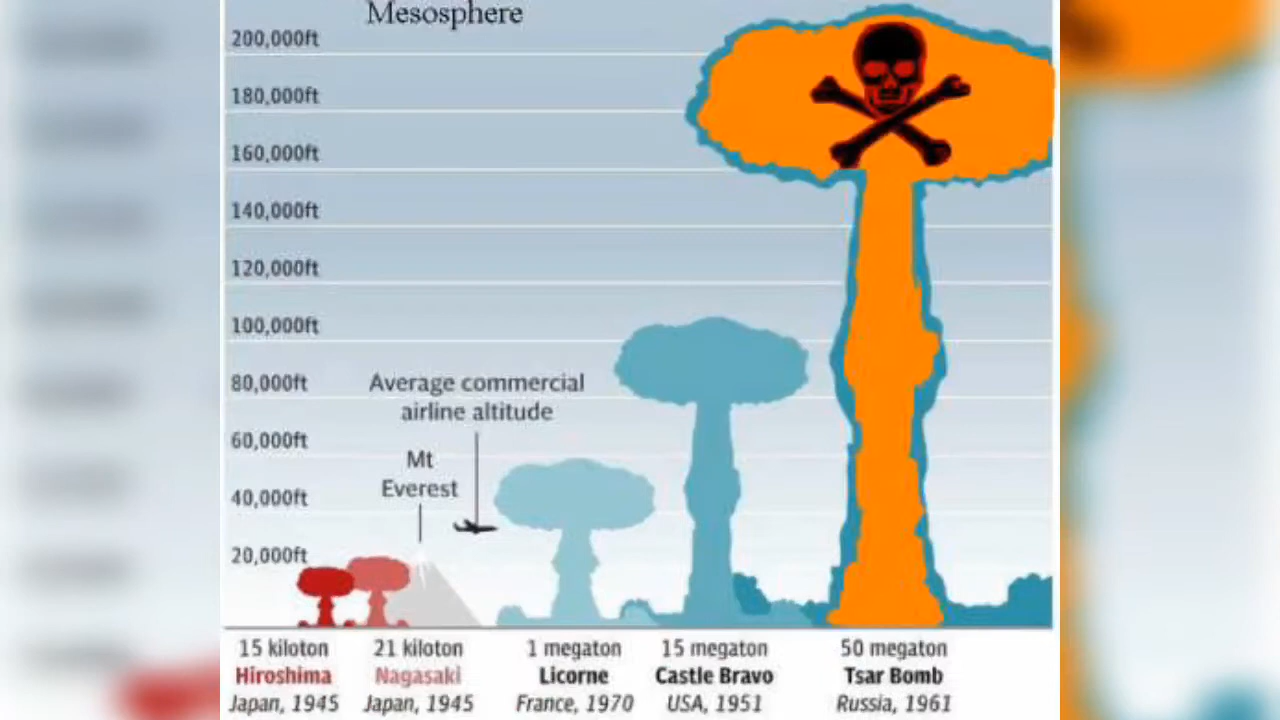 Mesosphere
200,000ft
180,000ft
160,000ft
140,000ft
120,000ft
100,000ft
80,000ft
60,000ft
40,000ft
20,000ft
Average commercial
airline altitude
Mt
Everest
15 kiloton
Hiroshima
Japan, 1945
21 kiloton
Nagasaki
Japan, 1945
1 megaton
Licorne
France, 1970
15 megaton
Castle Bravo
USA, 1951
50 megaton
Tsar Bomb
Russia, 1961